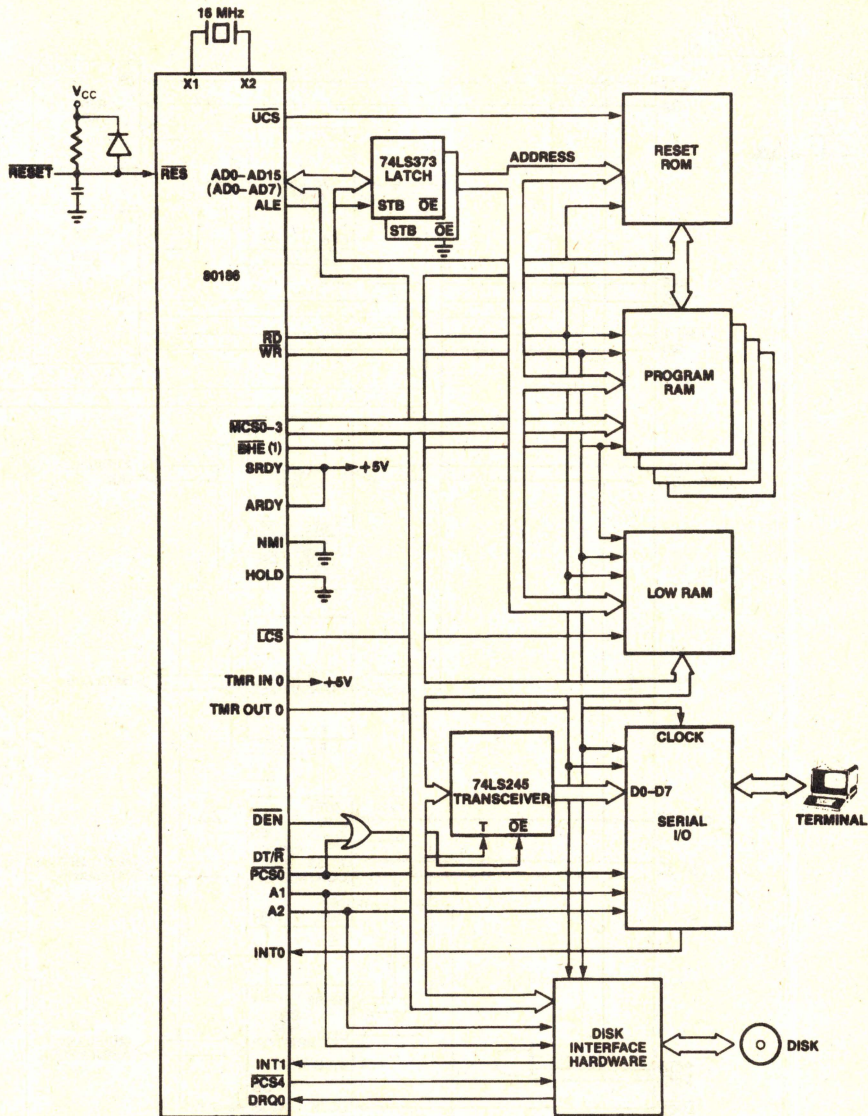 16 MHz
X1 X2
VCC
UCS
RESET
RES
AD0–AD15
(AD0–AD7)
ALE
74LS373
LATCH
STB OE
STB OE
ADDRESS
RESET
ROM
80186
RD
WR
PROGRAM
RAM
MCS0-3
BHE (1)
SRDY
+5V
ARDY
NMI
HOLD
LOW RAM
LCS
TMR IN 0
+5V
TMR OUT 0
CLOCK
74LS245
TRANSCEIVER
T OE
D0–D7
SERIAL
I/O
TERMINAL
DEN
DT/R
PCS0
A1
A2
INT0
DISK
INTERFACE
HARDWARE
DISK
INT1
PCS4
DRQ0